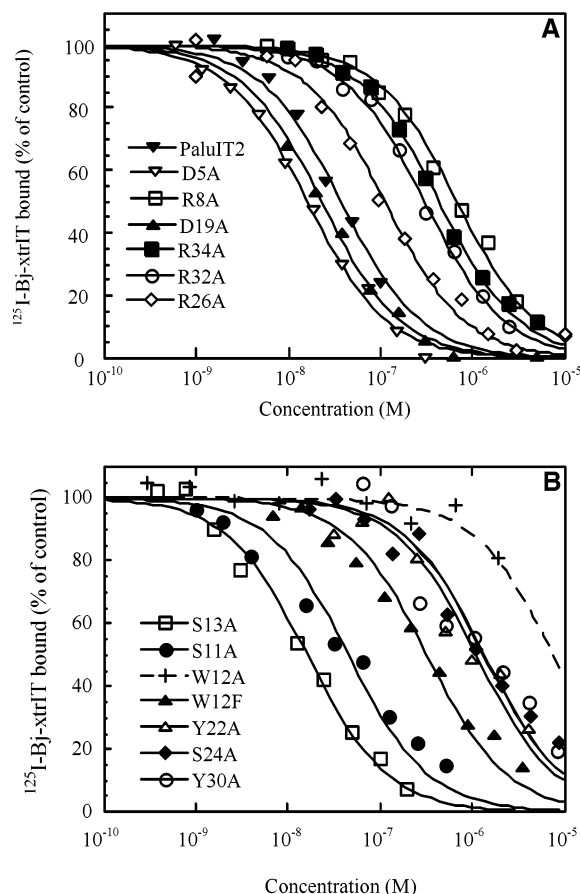 A
¹²⁵I-Bj-xtrIT bound (% of control)
100
80
60
40
20
0
PaluIT2
D5A
R8A
D19A
R34A
R32A
R26A
10⁻¹⁰ 10⁻⁹ 10⁻⁸ 10⁻⁷ 10⁻⁶ 10⁻⁵
Concentration (M)
B
¹²⁵I-Bj-xtrIT bound (% of control)
100
80
60
40
20
0
S13A
S11A
W12A
W12F
Y22A
S24A
Y30A
10⁻¹⁰ 10⁻⁹ 10⁻⁸ 10⁻⁷ 10⁻⁶ 10⁻⁵
Concentration (M)